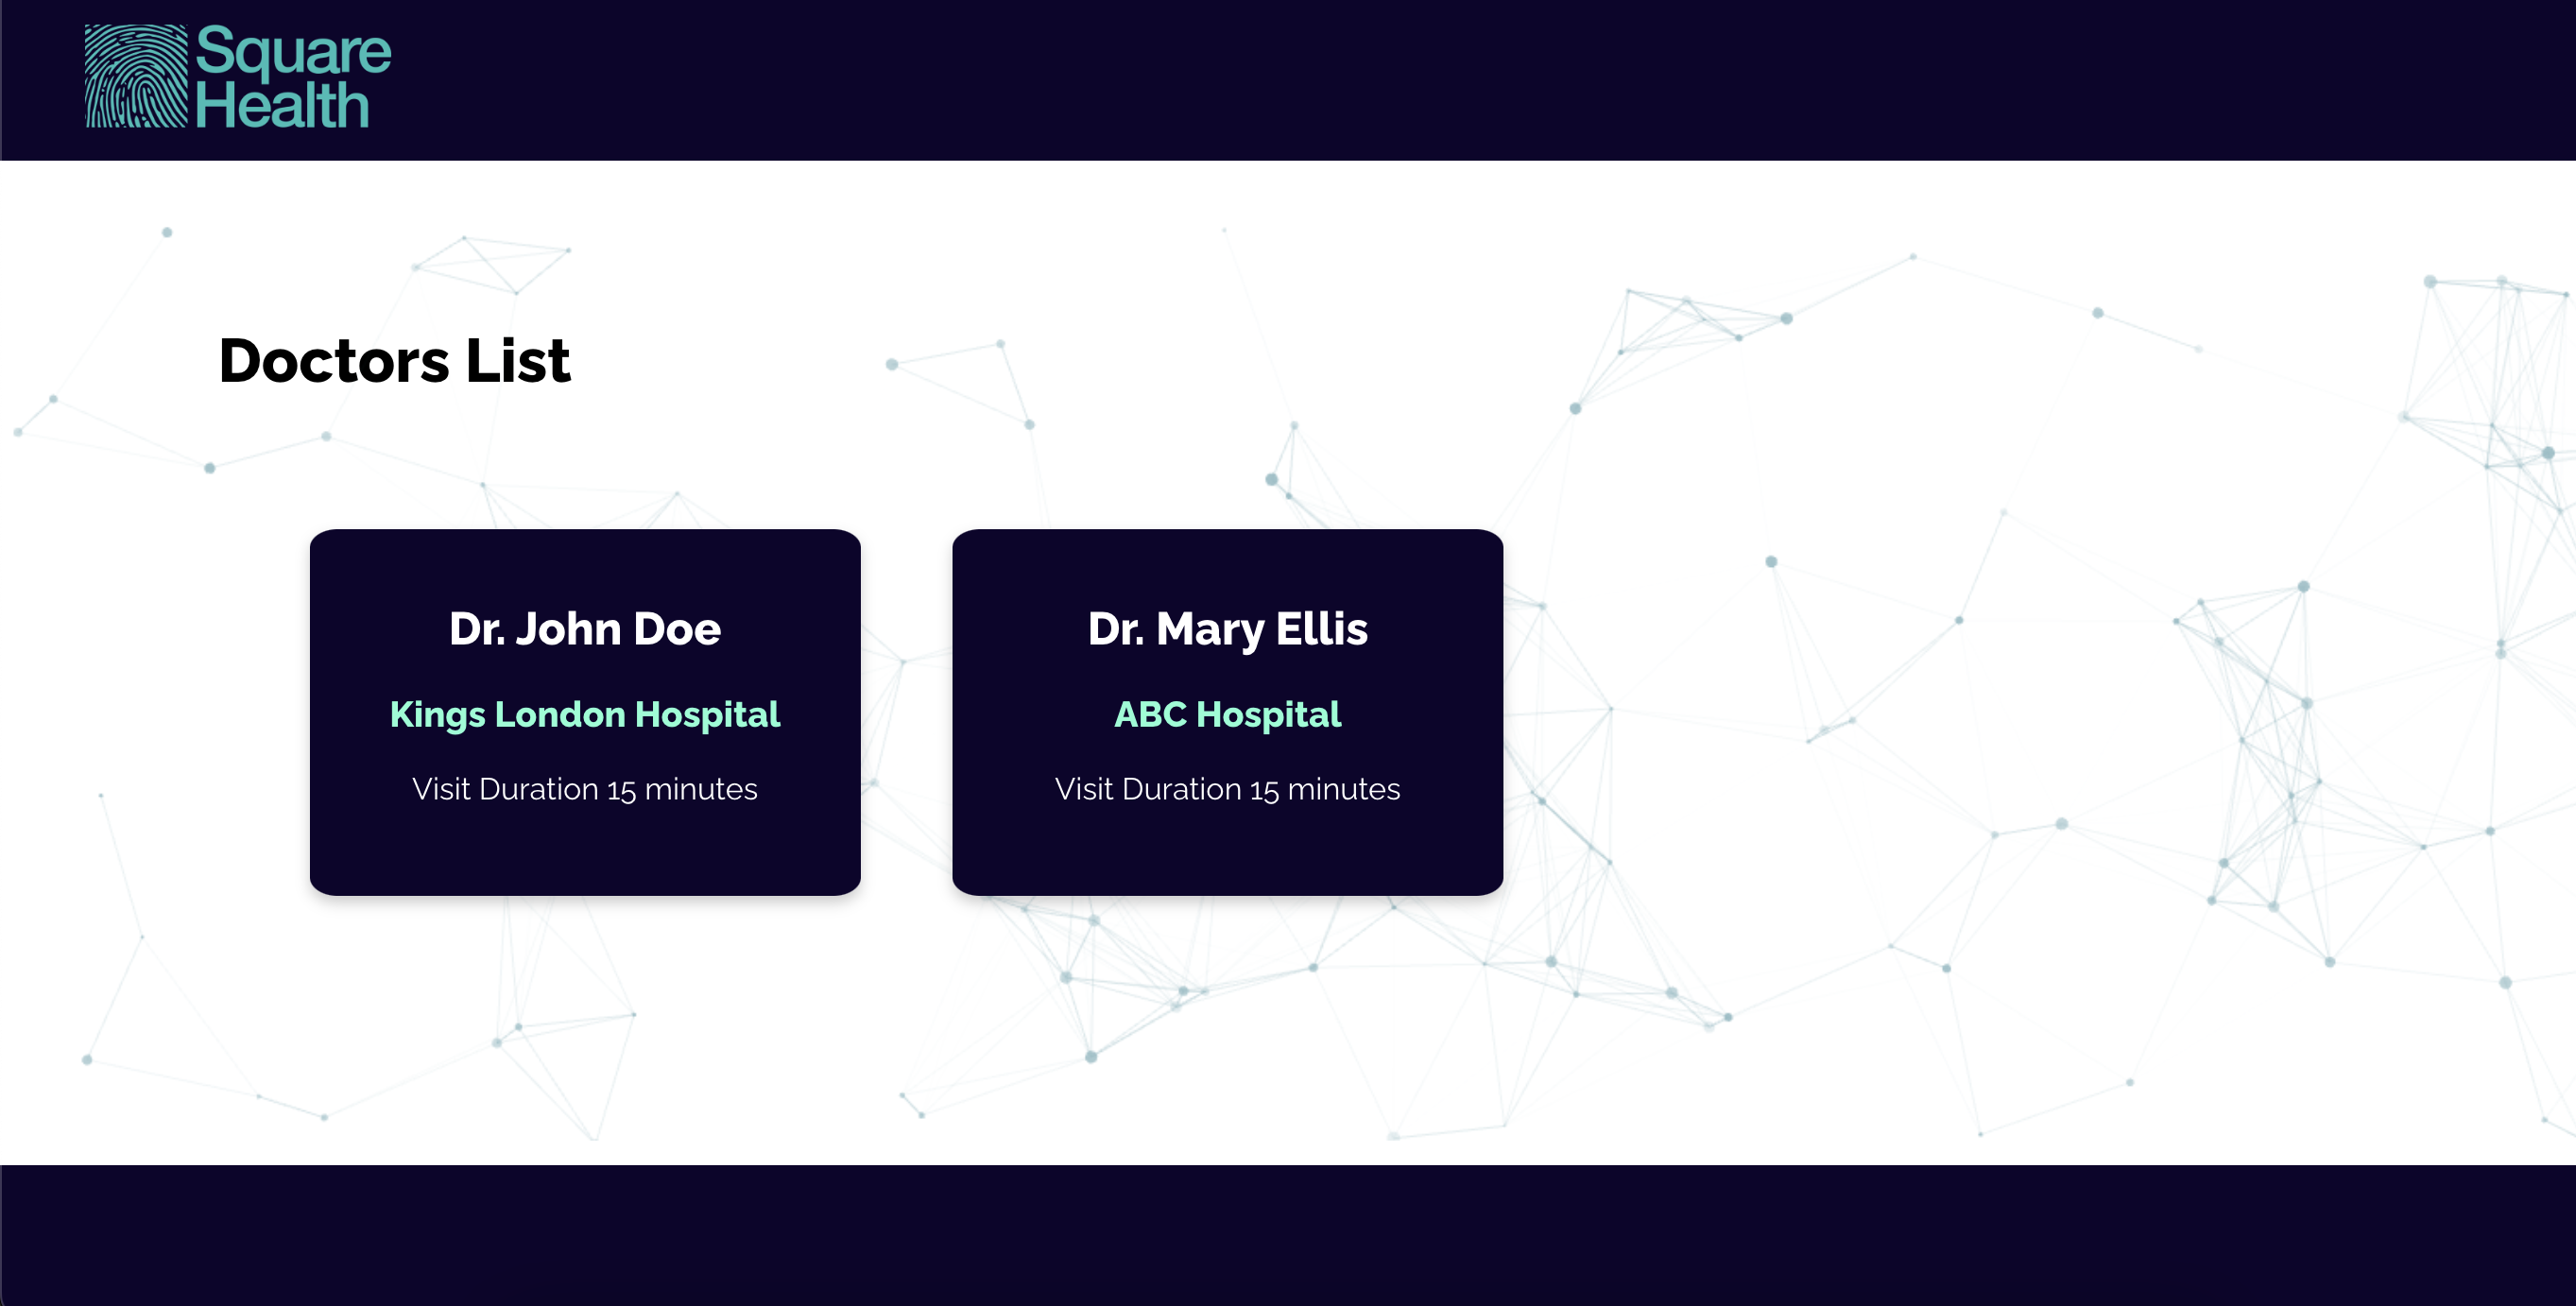 Square
Health
Doctors List
Dr. John Doe
Kings London Hospital
Visit Duration 15 minutes
Dr. Mary Ellis
ABC Hospital
Visit Duration 15 minutes